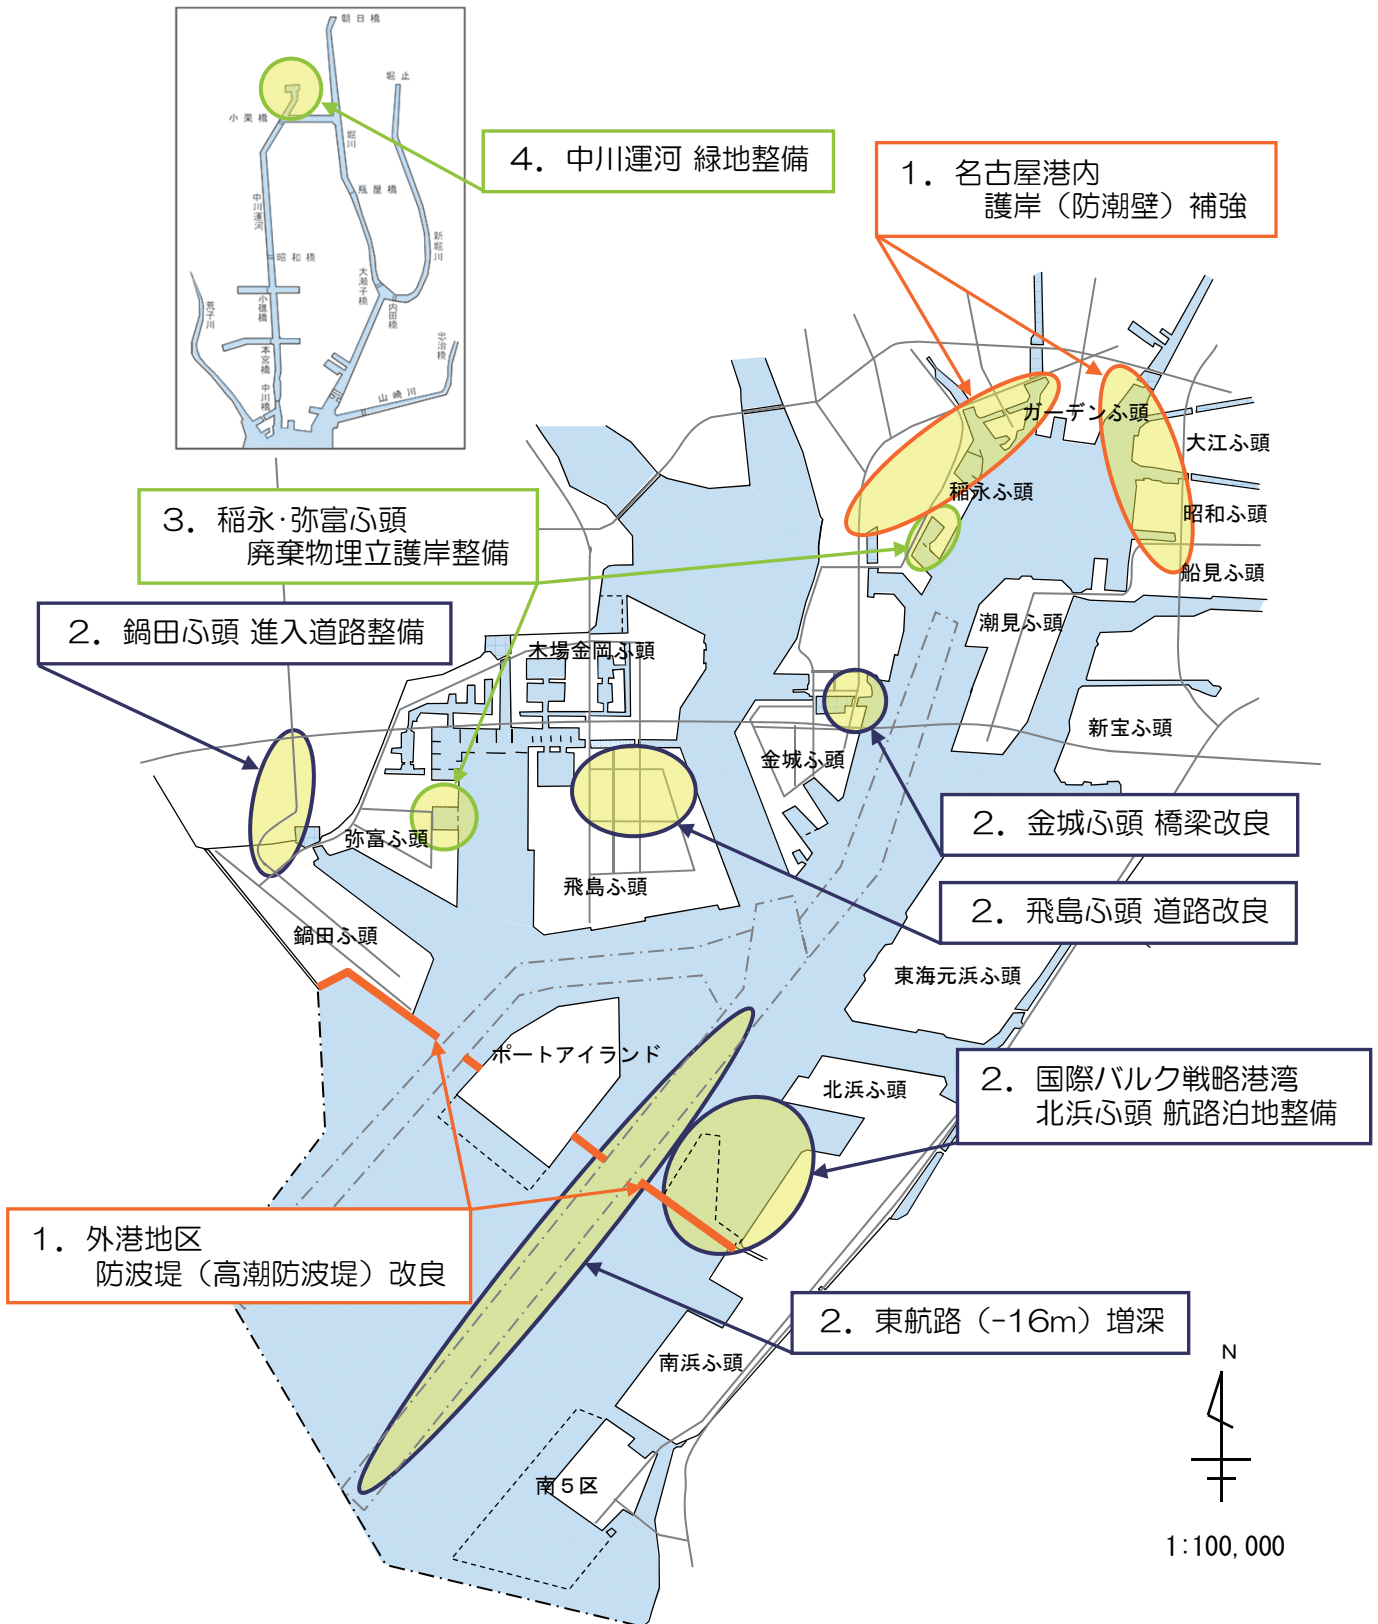 朝日橋
堀止
小栗橋
堀川
瓶屋橋
中川運河
新堀川
昭和橋
大瀬子橋
内田橋
荒子川
小碓橋
忠治橋
本宮橋
中川橋
山崎川
4．中川運河 緑地整備
1．名古屋港内
護岸（防潮壁）補強
ガーデンふ頭
大江ふ頭
稲永ふ頭
昭和ふ頭
3．稲永・弥富ふ頭
廃棄物埋立護岸整備
船見ふ頭
2．鍋田ふ頭 進入道路整備
潮見ふ頭
木場金岡ふ頭
新宝ふ頭
金城ふ頭
2．金城ふ頭 橋梁改良
弥富ふ頭
飛島ふ頭
2．飛島ふ頭 道路改良
鍋田ふ頭
東海元浜ふ頭
ポートアイランド
北浜ふ頭
2．国際バルク戦略港湾
北浜ふ頭 航路泊地整備
1．外港地区
防波堤（高潮防波堤）改良
2．東航路（-16m）増深
南浜ふ頭
N
南5区
1:100,000